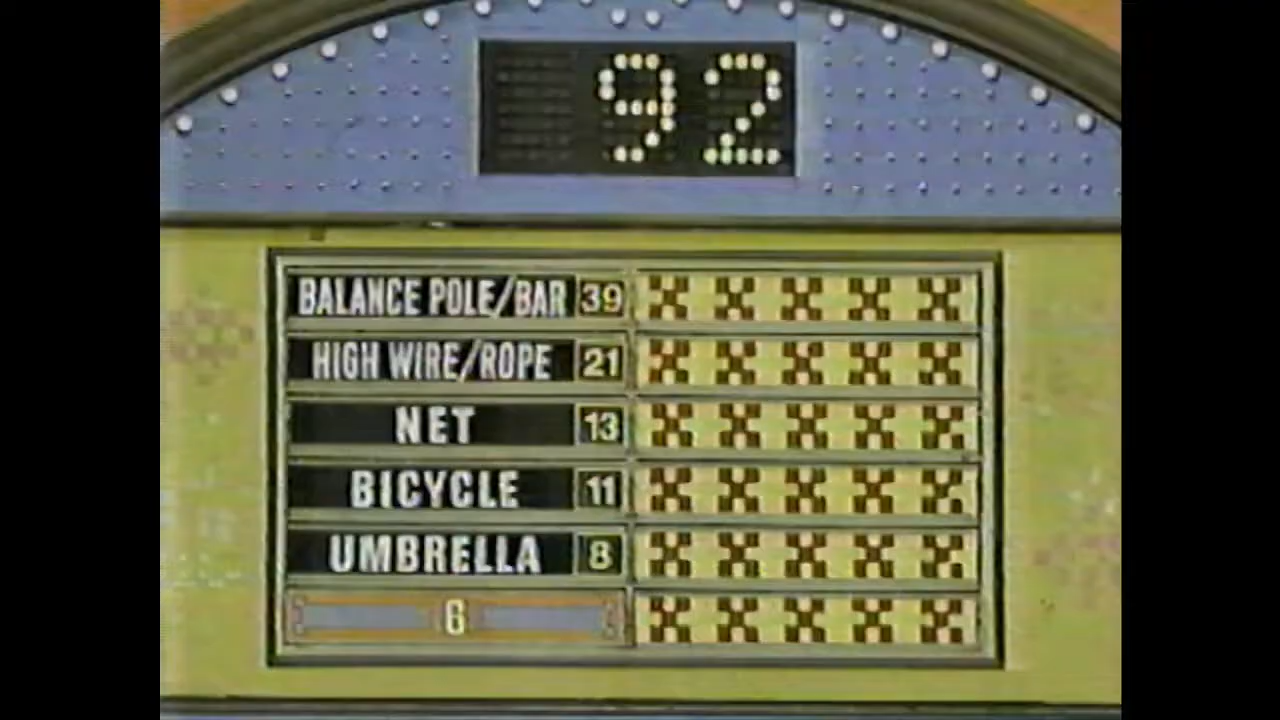 92
BALANCE POLE/BAR 39
HIGH WIRE/ROPE 21
NET 13
BICYCLE 11
UMBRELLA 8
6